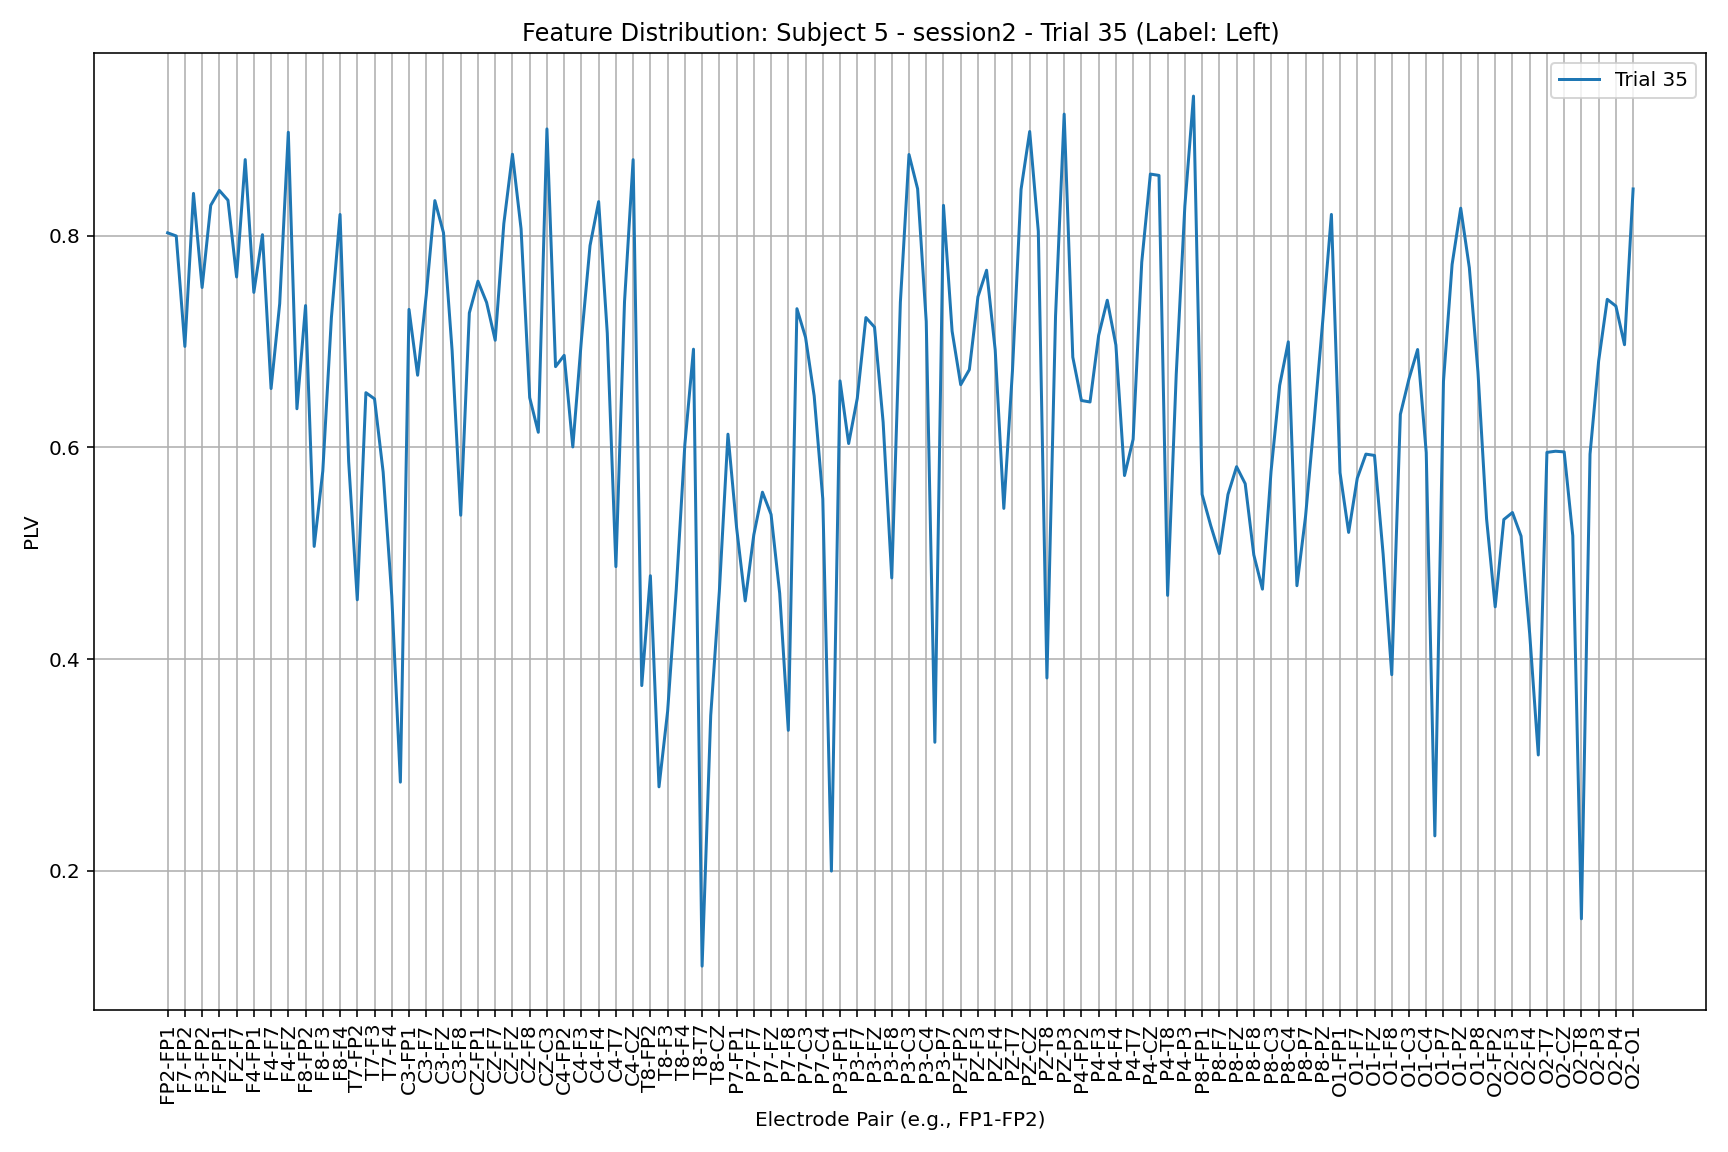 Feature Distribution: Subject 5 - session2 - Trial 35 (Label: Left)
Trial 35
PLV
0.8
0.6
0.4
0.2
FP2-FP1
F7-FP2
F3-FP2
FZ-FP1
FZ-F7
F4-FP1
F4-F7
F4-FZ
F8-FP2
F8-F3
F8-F4
T7-FP2
T7-F3
T7-F4
C3-FP1
C3-F7
C3-FZ
C3-F8
CZ-FP1
CZ-F7
CZ-FZ
CZ-F8
CZ-C3
C4-FP2
C4-F3
C4-F4
C4-T7
C4-CZ
T8-FP2
T8-F3
T8-F4
T8-T7
T8-CZ
P7-FP1
P7-F7
P7-FZ
P7-F8
P7-C3
P7-C4
P3-FP1
P3-F7
P3-FZ
P3-F8
P3-C3
P3-C4
P3-P7
PZ-FP2
PZ-F3
PZ-F4
PZ-T7
PZ-CZ
PZ-T8
PZ-P3
P4-FP2
P4-F3
P4-F4
P4-T7
P4-CZ
P4-T8
P4-P3
P8-FP1
P8-F7
P8-FZ
P8-F8
P8-C3
P8-C4
P8-P7
P8-PZ
O1-FP1
O1-F7
O1-FZ
O1-F8
O1-C3
O1-C4
O1-P7
O1-PZ
O1-P8
O2-FP2
O2-F3
O2-F4
O2-T7
O2-CZ
O2-T8
O2-P3
O2-P4
O2-O1
Electrode Pair (e.g., FP1-FP2)